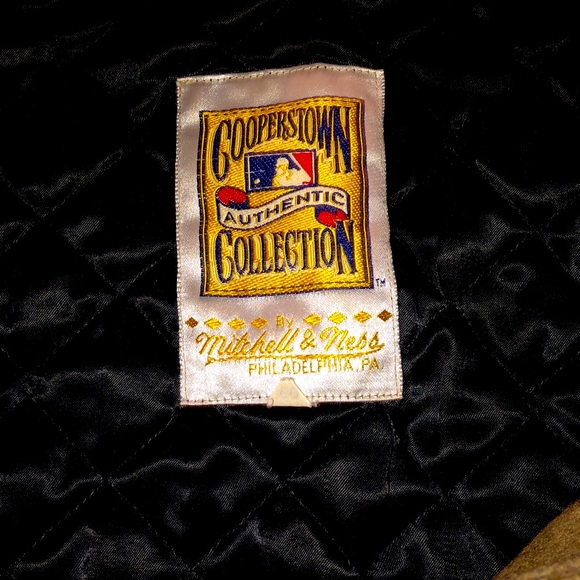 COOPERSTOWN
AUTHENTIC
COLLECTION
TM
By
Mitchell & Ness
PHILADELPHIA, PA